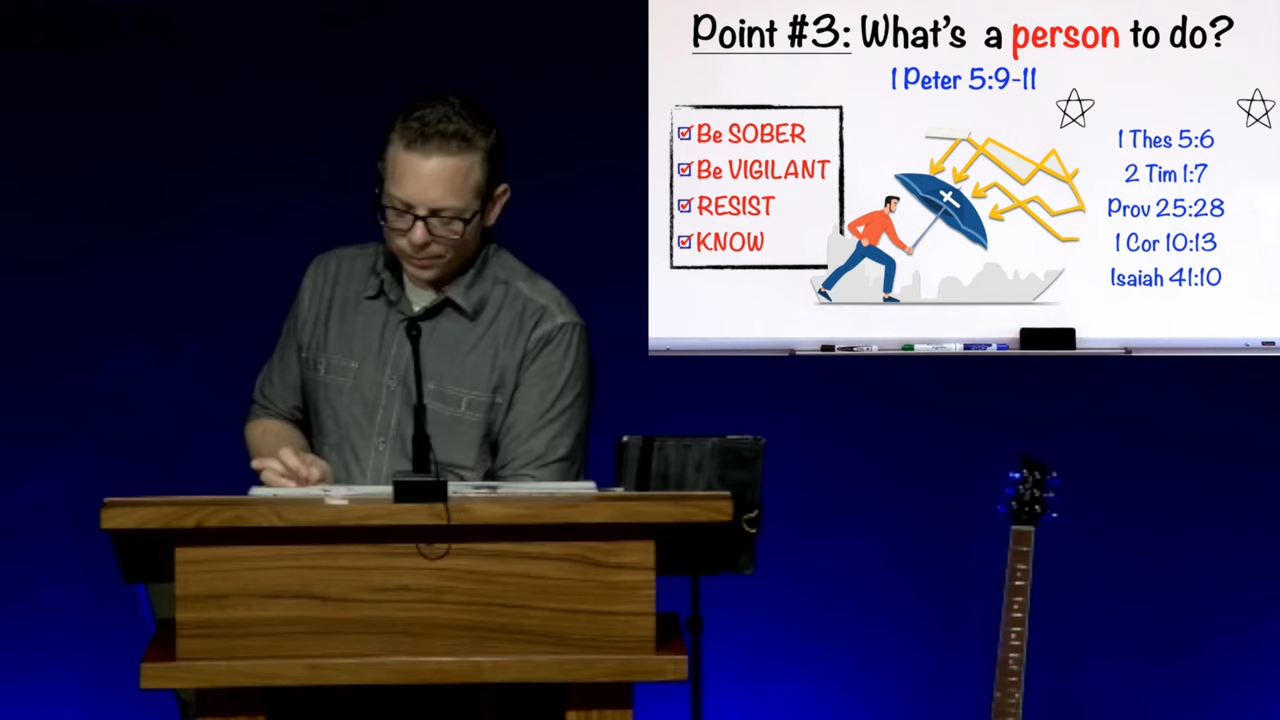 Point #3: What's a person to do?
1 Peter 5:9-11
Be SOBER
Be VIGILANT
RESIST
KNOW
1 Thes 5:6
2 Tim 1:7
Prov 25:28
1 Cor 10:13
Isaiah 41:10